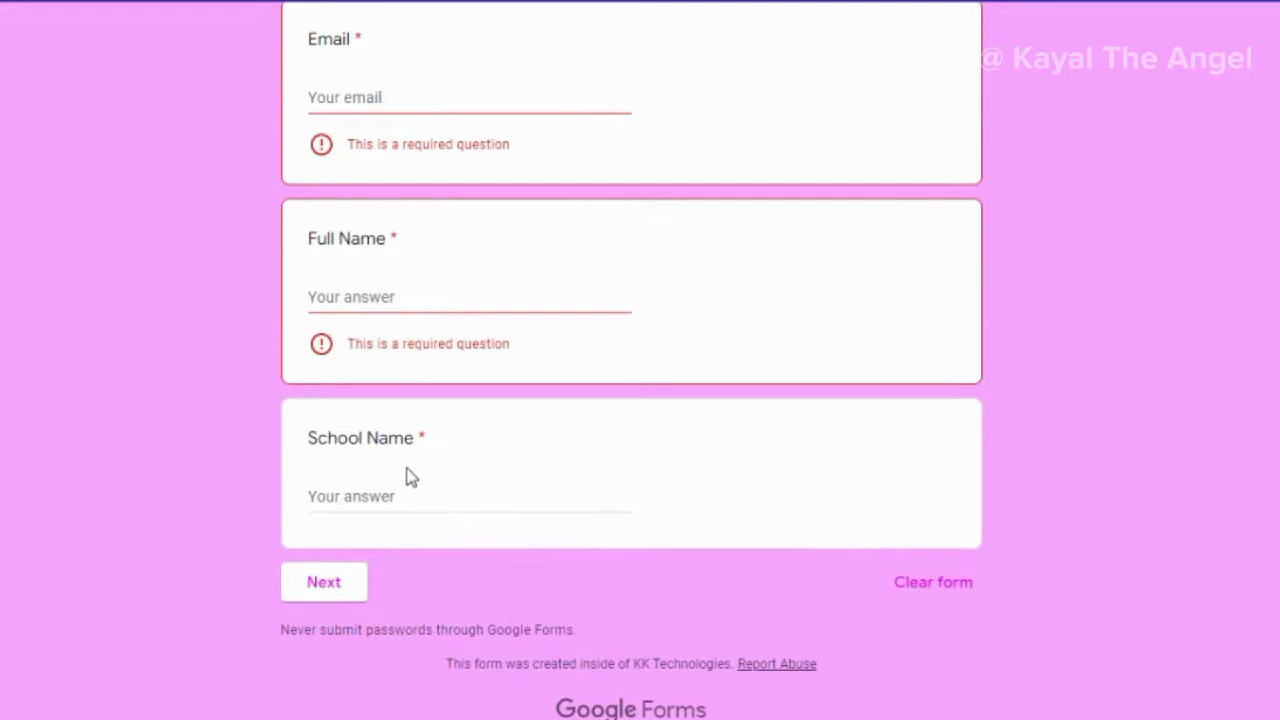 Email *
@ Kayal The Angel
Your email
This is a required question
Full Name *
Your answer
This is a required question
School Name *
Your answer
Next
Clear form
Never submit passwords through Google Forms.
This form was created inside of KK Technologies. Report Abuse
Google Forms